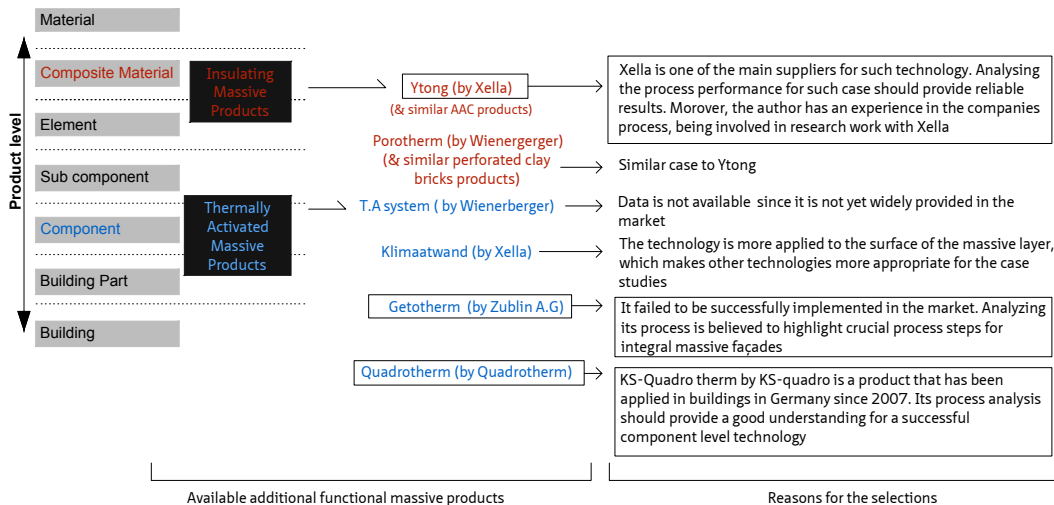 Product level
Material
Composite Material
Element
Sub component
Component
Building Part
Building
Insulating
Massive
Products
Thermally
Activated
Massive
Products
Ytong (by Xella)
(& similar AAC products)
Porotherm (by Wienergerger)
(& similar perforated clay
bricks products)
T.A system ( by Wienerberger)
Klimaatwand (by Xella)
Getotherm (by Zublin A.G)
Quadrotherm (by Quadrotherm)
Xella is one of the main suppliers for such technology. Analysing
the process performance for such case should provide reliable
results. Morover, the author has an experience in the companies
process, being involved in research work with Xella
Similar case to Ytong
Data is not available since it is not yet widely provided in the
market
The technology is more applied to the surface of the massive layer,
which makes other technologies more appropriate for the case
studies
It failed to be successfully implemented in the market. Analyzing
its process is believed to highlight crucial process steps for
integral massive façades
KS-Quadro therm by KS-quadro is a product that has been
applied in buildings in Germany since 2007. Its process analysis
should provide a good understanding for a successful
component level technology
Available additional functional massive products
Reasons for the selections